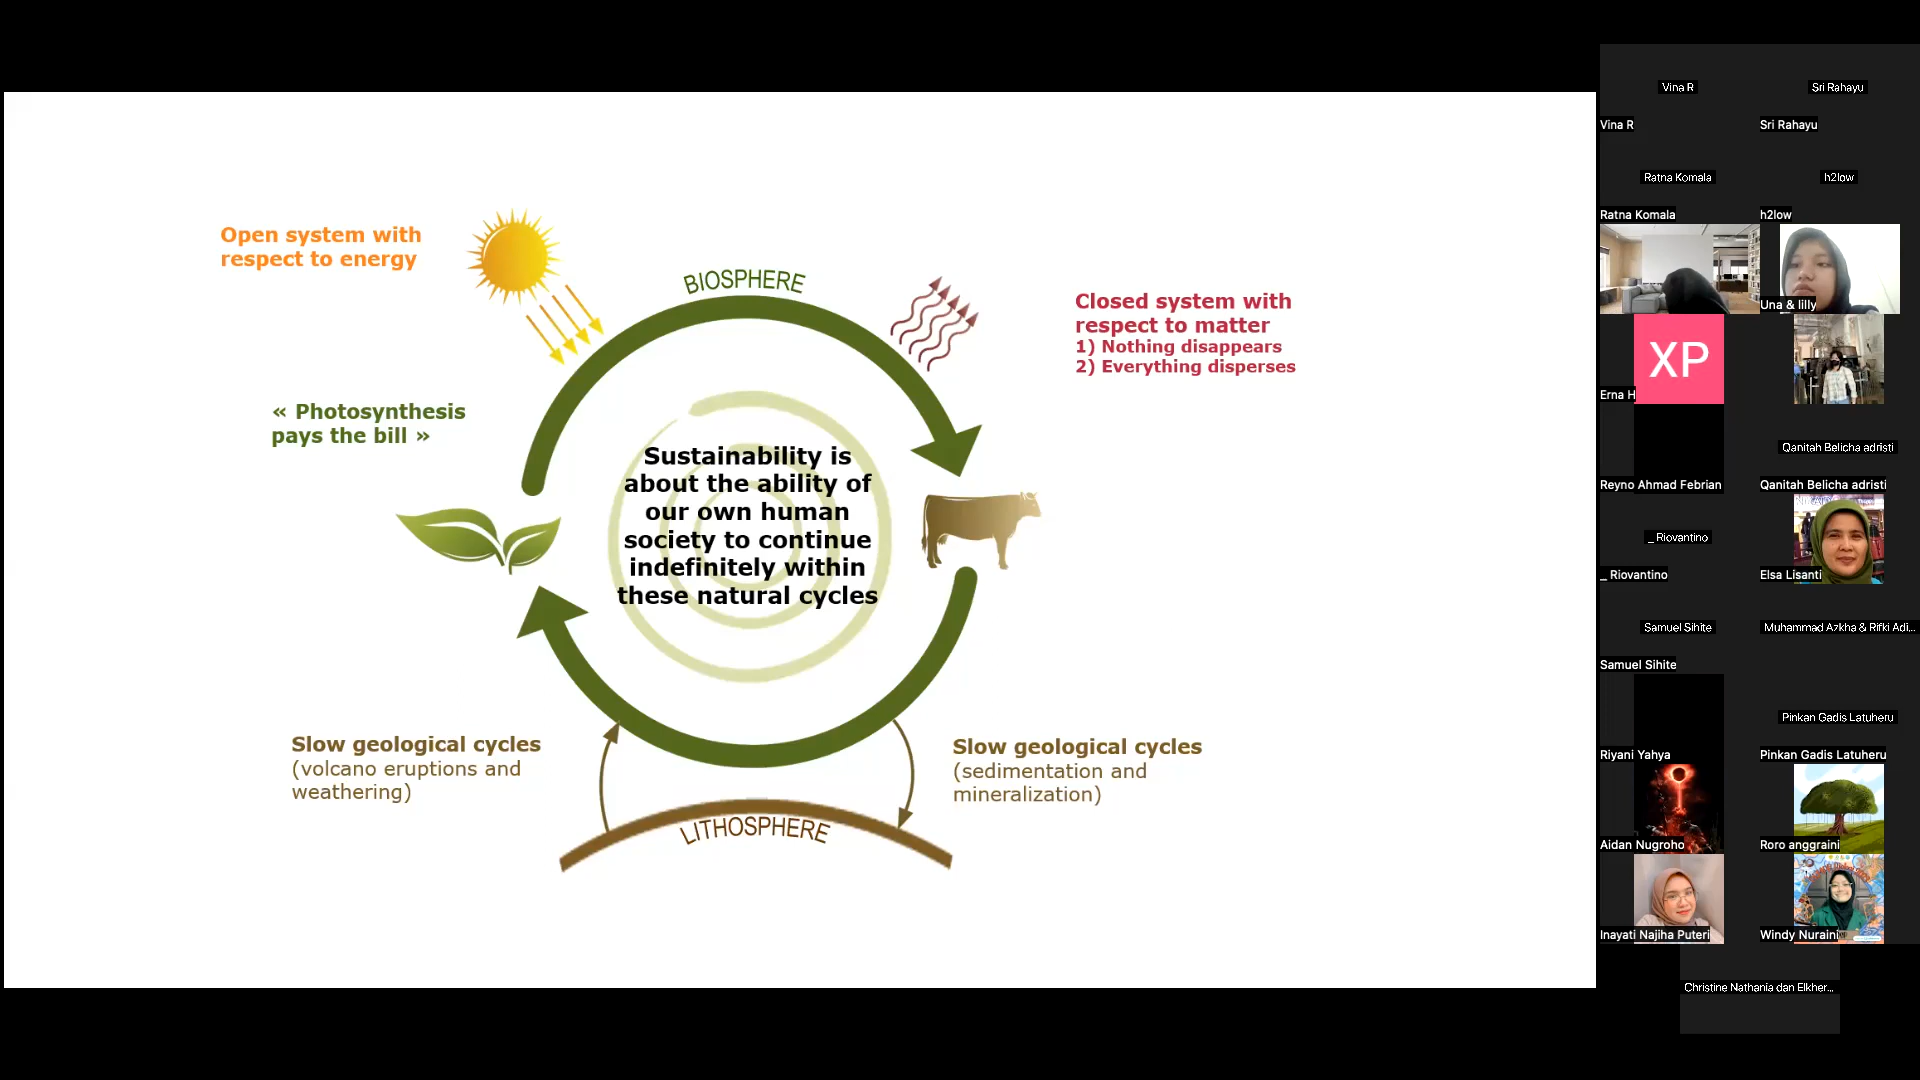 Open system with
respect to energy
BIOSPHERE
Closed system with
respect to matter
1) Nothing disappears
2) Everything disperses
« Photosynthesis
pays the bill »
Sustainability is
about the ability of
our own human
society to continue
indefinitely within
these natural cycles
Slow geological cycles
(volcano eruptions and
weathering)
Slow geological cycles
(sedimentation and
mineralization)
LITHOSPHERE
Vina R
Sri Rahayu
Vina R
Sri Rahayu
Ratna Komala
h2low
Ratna Komala
h2low
Una & lilly
XP
Erna H
Qanitah Belicha adristi
Reyno Ahmad Febrian
Qanitah Belicha adristi
_ Riovantino
_ Riovantino
Elsa Lisanti
Samuel Sihite
Muhammad Azkha & Rifki Adi...
Samuel Sihite
Pinkan Gadis Latuheru
Riyani Yahya
Pinkan Gadis Latuheru
Aidan Nugroho
Roro anggraini
Inayati Najiha Puteri
Windy Nuraini
Christine Nathania dan Elkher...